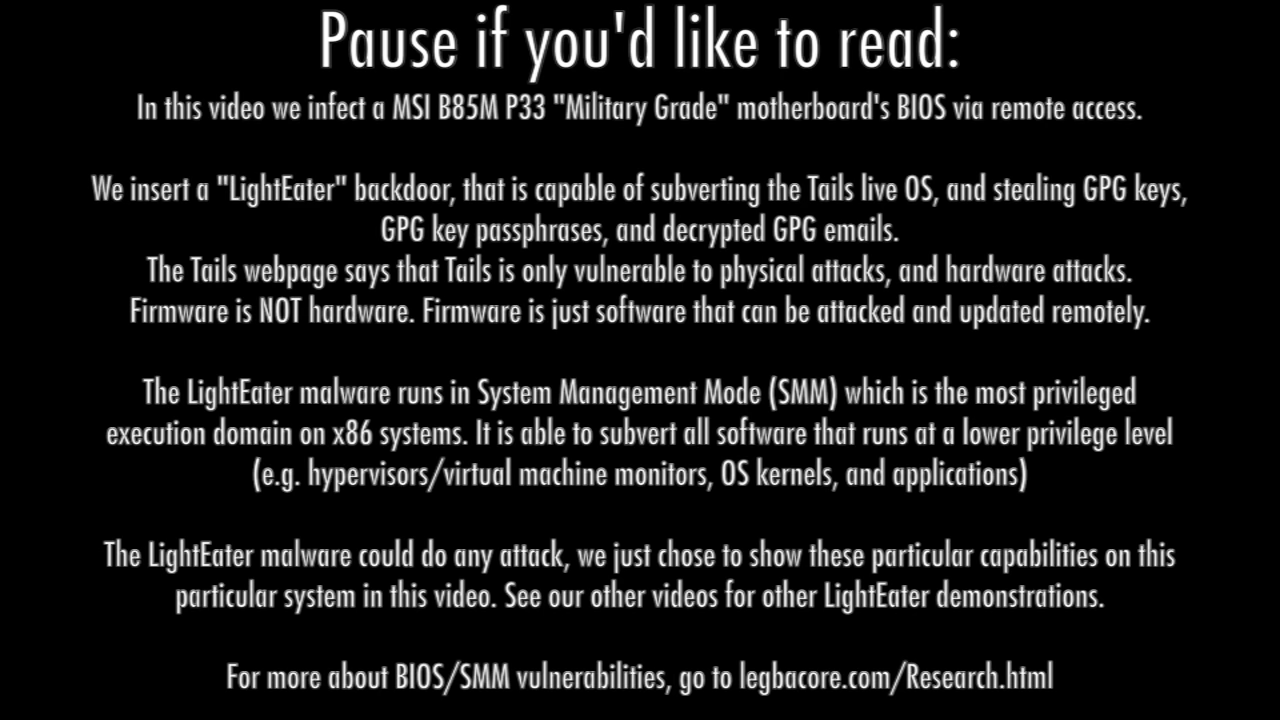 Pause if you'd like to read:
In this video we infect a MSI B85M P33 "Military Grade" motherboard's BIOS via remote access.
We insert a "LightEater" backdoor, that is capable of subverting the Tails live OS, and stealing GPG keys,
GPG key passphrases, and decrypted GPG emails.
The Tails webpage says that Tails is only vulnerable to physical attacks, and hardware attacks.
Firmware is NOT hardware. Firmware is just software that can be attacked and updated remotely.
The LightEater malware runs in System Management Mode (SMM) which is the most privileged
execution domain on x86 systems. It is able to subvert all software that runs at a lower privilege level
(e.g. hypervisors/virtual machine monitors, OS kernels, and applications)
The LightEater malware could do any attack, we just chose to show these particular capabilities on this
particular system in this video. See our other videos for other LightEater demonstrations.
For more about BIOS/SMM vulnerabilities, go to legbacore.com/Research.html